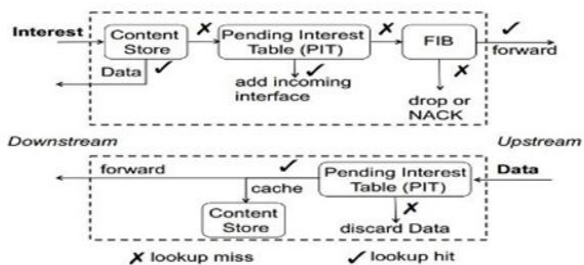 Interest
Content
Store
Pending Interest
Table (PIT)
FIB
forward
Data
add incoming
interface
drop or
NACK
Downstream
Upstream
forward
cache
Pending Interest
Table (PIT)
Data
Content
Store
discard Data
✗ lookup miss
✓ lookup hit